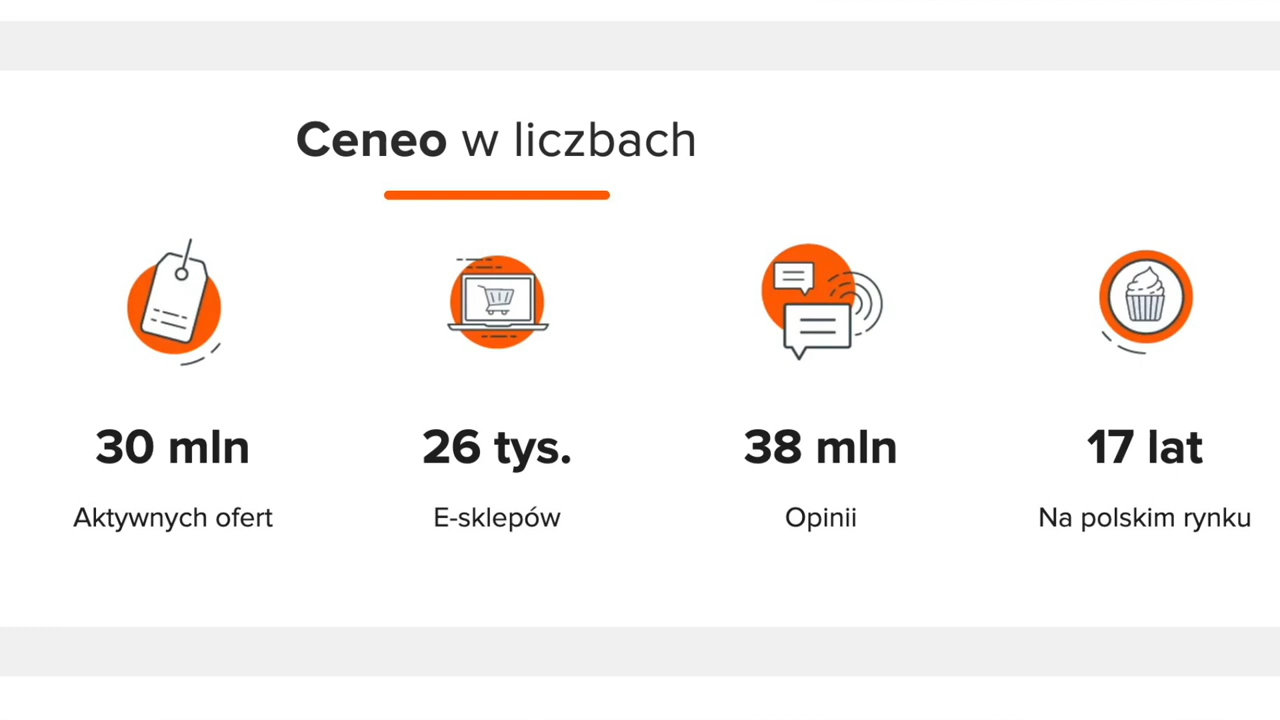 Ceneo w liczbach
30 mln
Aktywnych ofert
26 tys.
E-sklepów
38 mln
Opinii
17 lat
Na polskim rynku